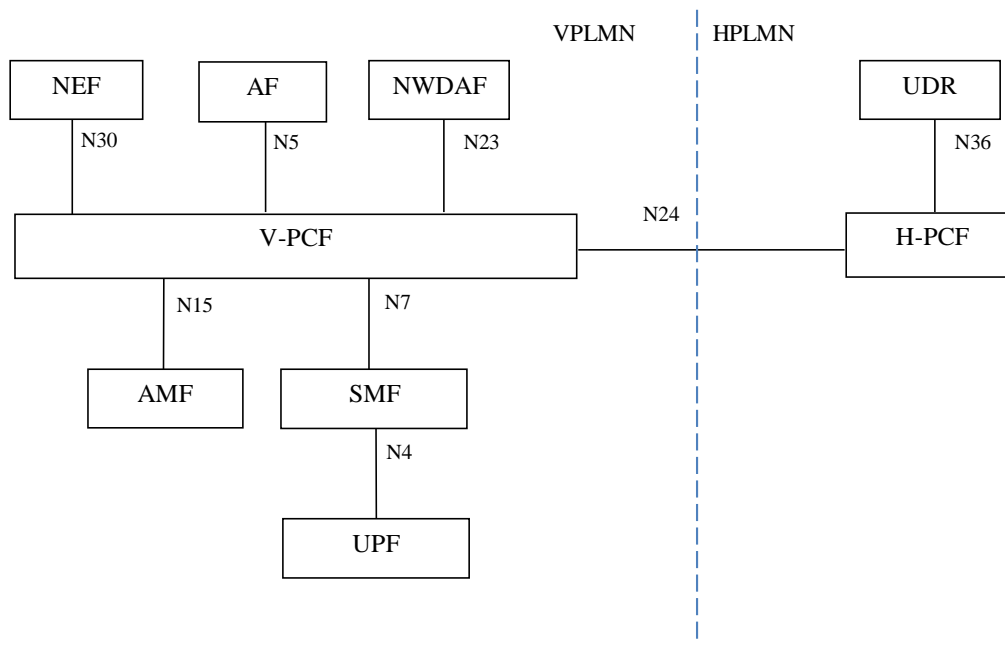 VPLMN
HPLMN
NEF
AF
NWDAF
UDR
N30
N5
N23
N36
N24
V-PCF
H-PCF
N15
N7
AMF
SMF
N4
UPF